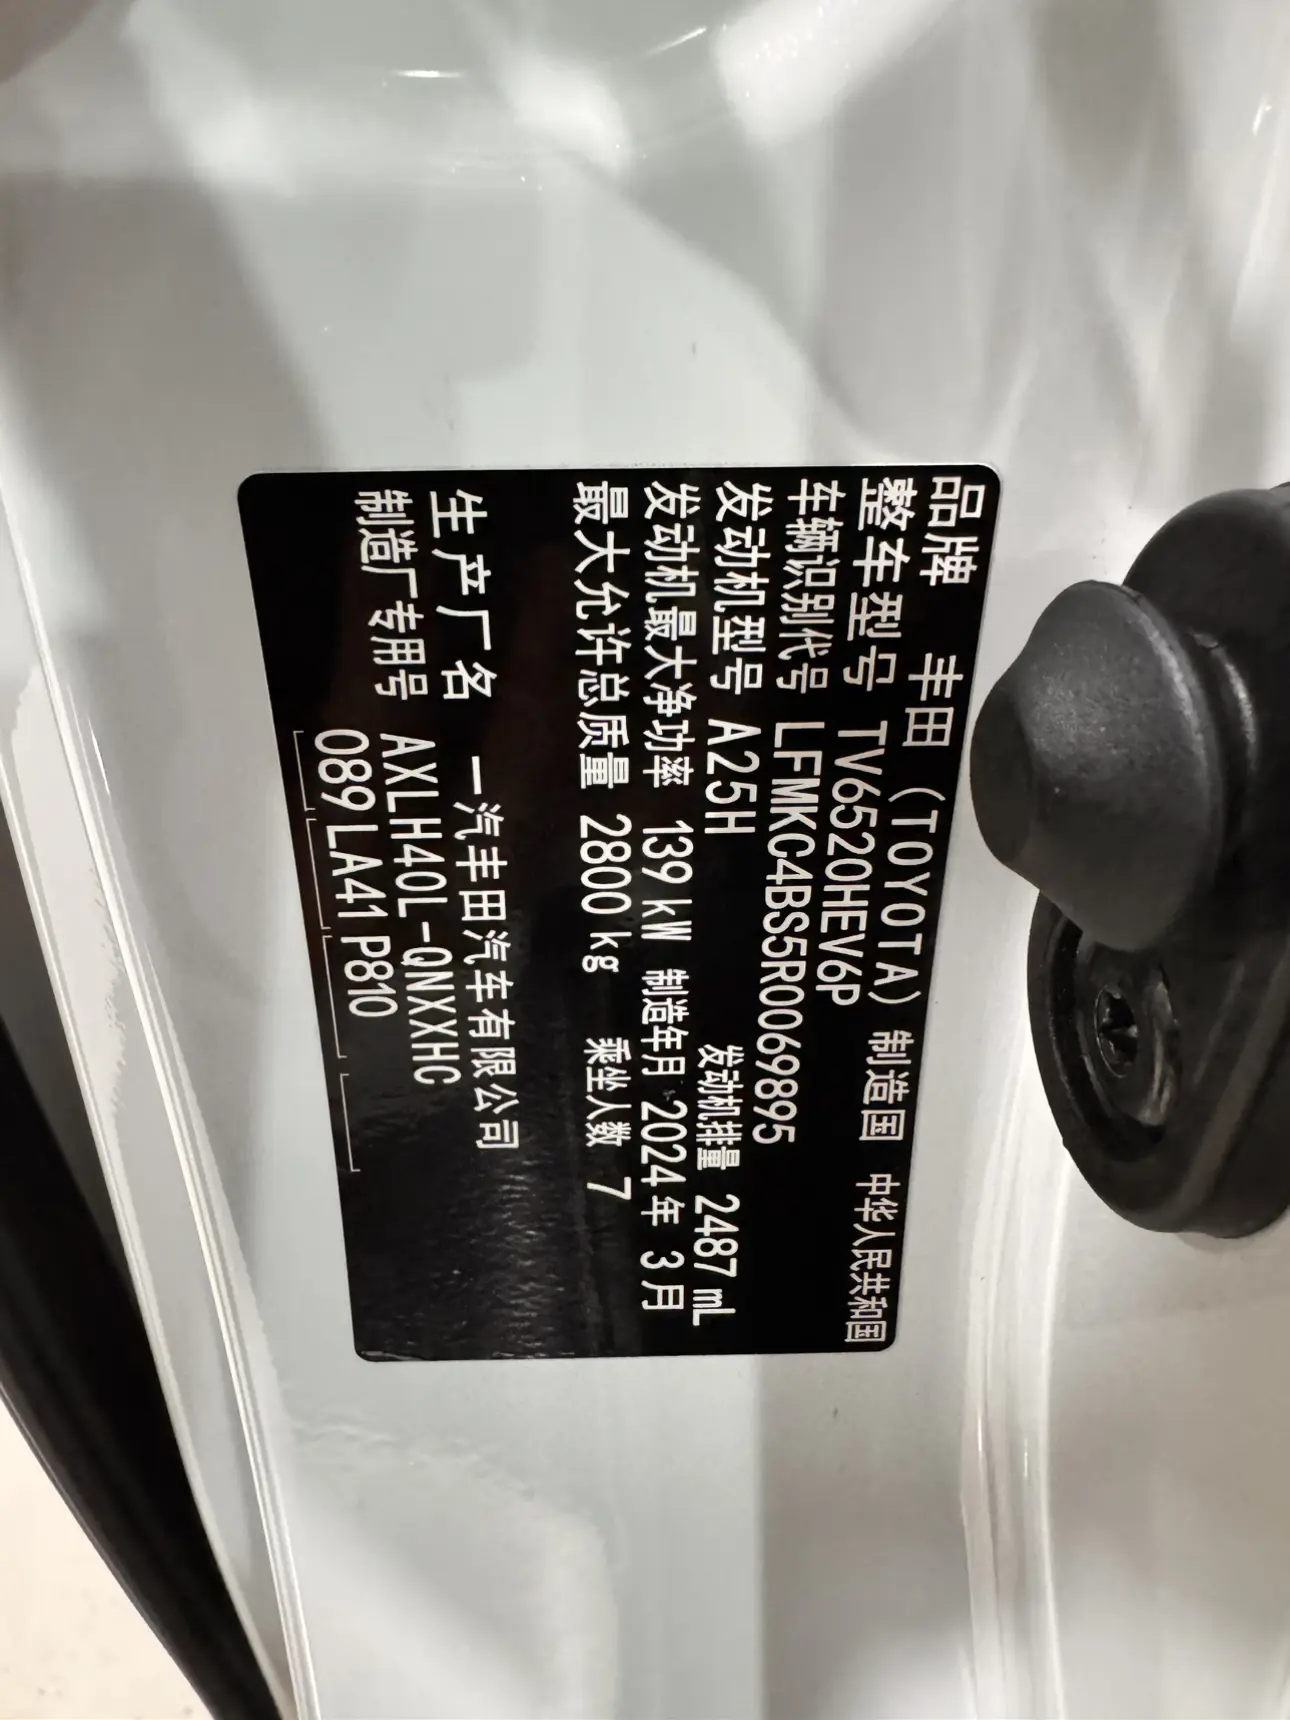 品牌 丰田（TOYOTA） 制造国 中华人民共和国
整车型号 TV6520HEV6P
车辆识别代号 LFMKC4BS5R0069895
发动机型号 A25H 发动机排量 2487 mL
发动机最大净功率 139 kW 制造年月 2024年 3月
最大允许总质量 2800 kg 乘坐人数 7
生产厂名 一汽丰田汽车有限公司
制造厂专用号 AXLH40L-QNXXHC
089 LA41 P810